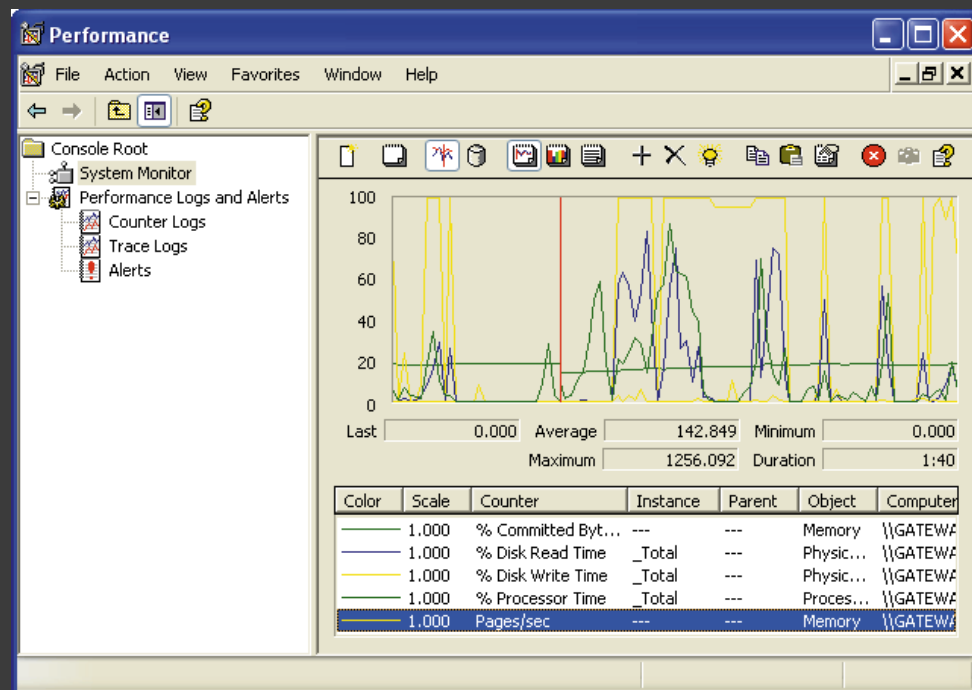 Performance
File Action View Favorites Window Help
Console Root
System Monitor
Performance Logs and Alerts
Counter Logs
Trace Logs
Alerts
100
80
60
40
20
0
Last 0.000 Average 142.849 Minimum 0.000
Maximum 1256.092 Duration 1:40
Color Scale Counter Instance Parent Object Computer
1.000 % Committed Byt... --- --- Memory \\GATEWA
1.000 % Disk Read Time _Total --- Physic... \\GATEWA
1.000 % Disk Write Time _Total --- Physic... \\GATEWA
1.000 % Processor Time _Total --- Proces... \\GATEWA
1.000 Pages/sec --- --- Memory \\GATEWA